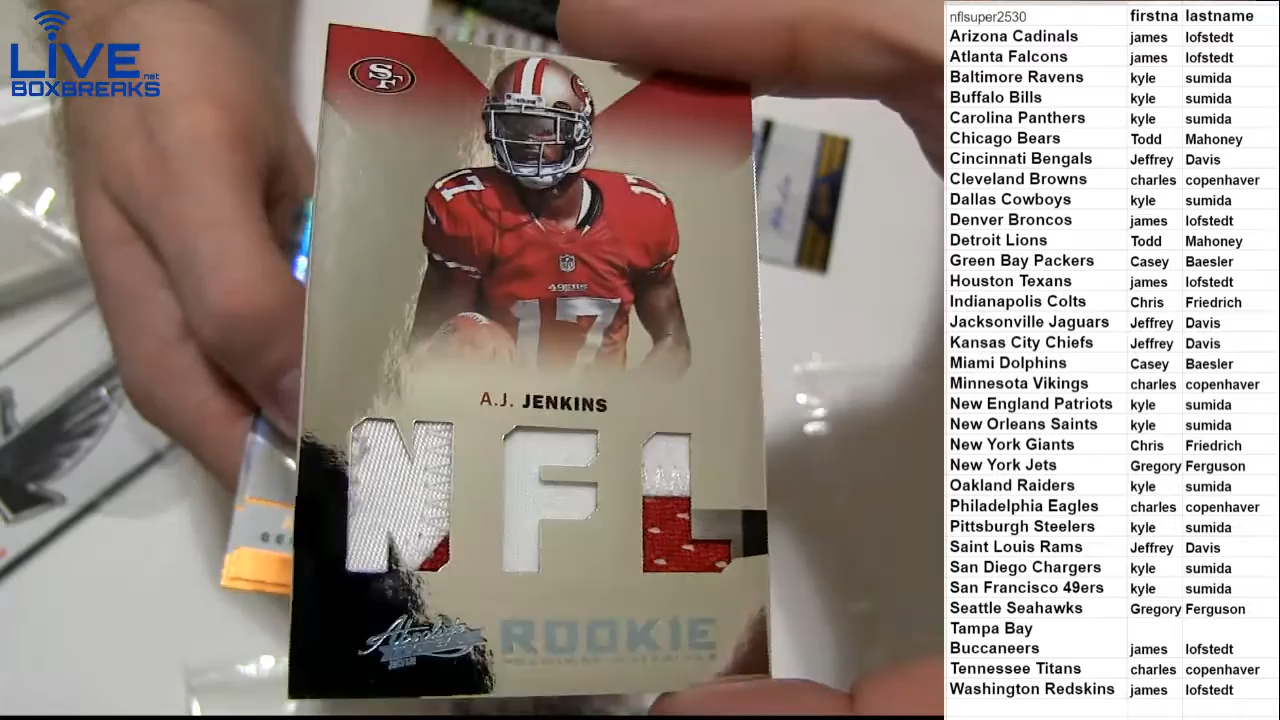 LIVE
BOXBREAKS.net
SF
17
17
49ERS
17
A.J. JENKINS
NFL
Absolute
ROOKIE
nflsuper2530 firstna lastname
Arizona Cadinals james lofstedt
Atlanta Falcons james lofstedt
Baltimore Ravens kyle sumida
Buffalo Bills kyle sumida
Carolina Panthers kyle sumida
Chicago Bears Todd Mahoney
Cincinnati Bengals Jeffrey Davis
Cleveland Browns charles copenhaver
Dallas Cowboys kyle sumida
Denver Broncos james lofstedt
Detroit Lions Todd Mahoney
Green Bay Packers Casey Baesler
Houston Texans james lofstedt
Indianapolis Colts Chris Friedrich
Jacksonville Jaguars Jeffrey Davis
Kansas City Chiefs Jeffrey Davis
Miami Dolphins Casey Baesler
Minnesota Vikings charles copenhaver
New England Patriots kyle sumida
New Orleans Saints kyle sumida
New York Giants Chris Friedrich
New York Jets Gregory Ferguson
Oakland Raiders kyle sumida
Philadelphia Eagles charles copenhaver
Pittsburgh Steelers kyle sumida
Saint Louis Rams Jeffrey Davis
San Diego Chargers kyle sumida
San Francisco 49ers kyle sumida
Seattle Seahawks Gregory Ferguson
Tampa Bay
Buccaneers james lofstedt
Tennessee Titans charles copenhaver
Washington Redskins james lofstedt